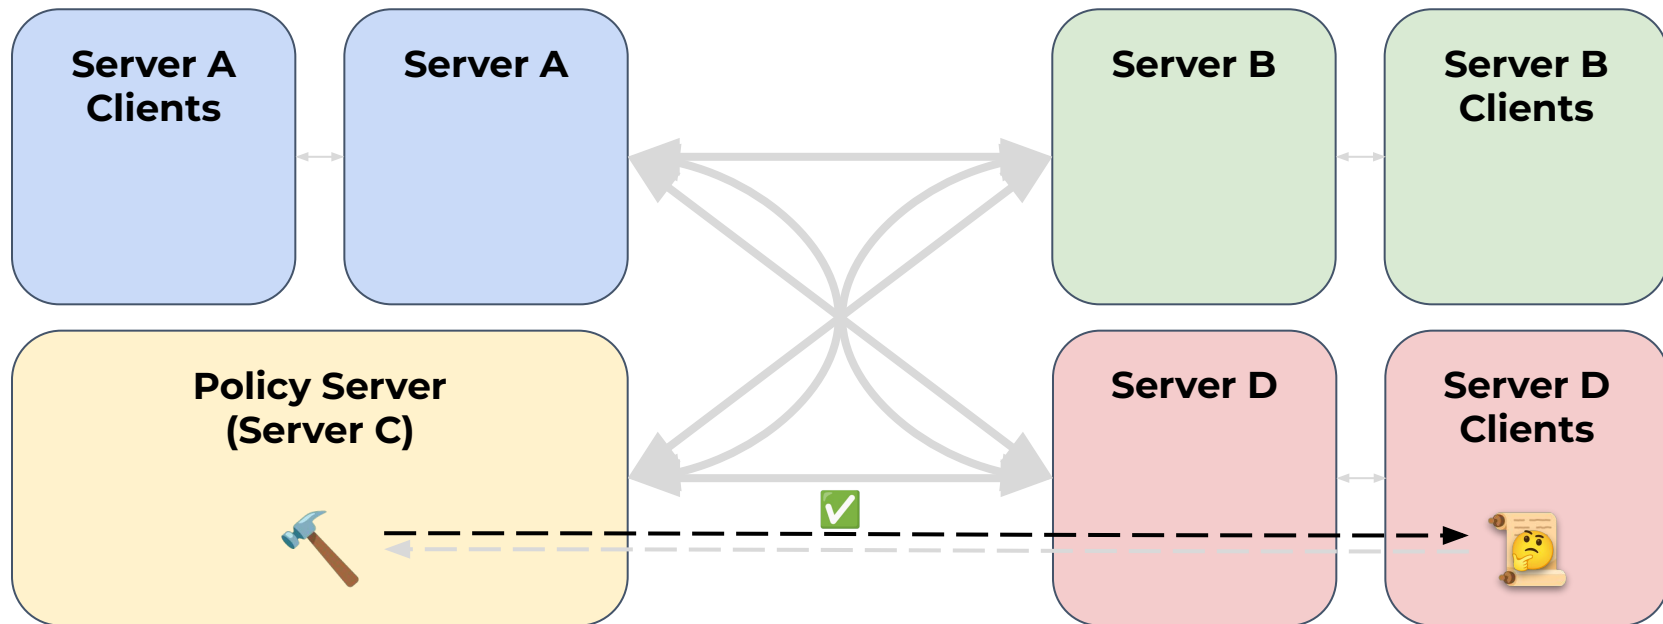 Server A
Clients
Server A
Server B
Server B
Clients
Policy Server
(Server C)
Server D
Server D
Clients